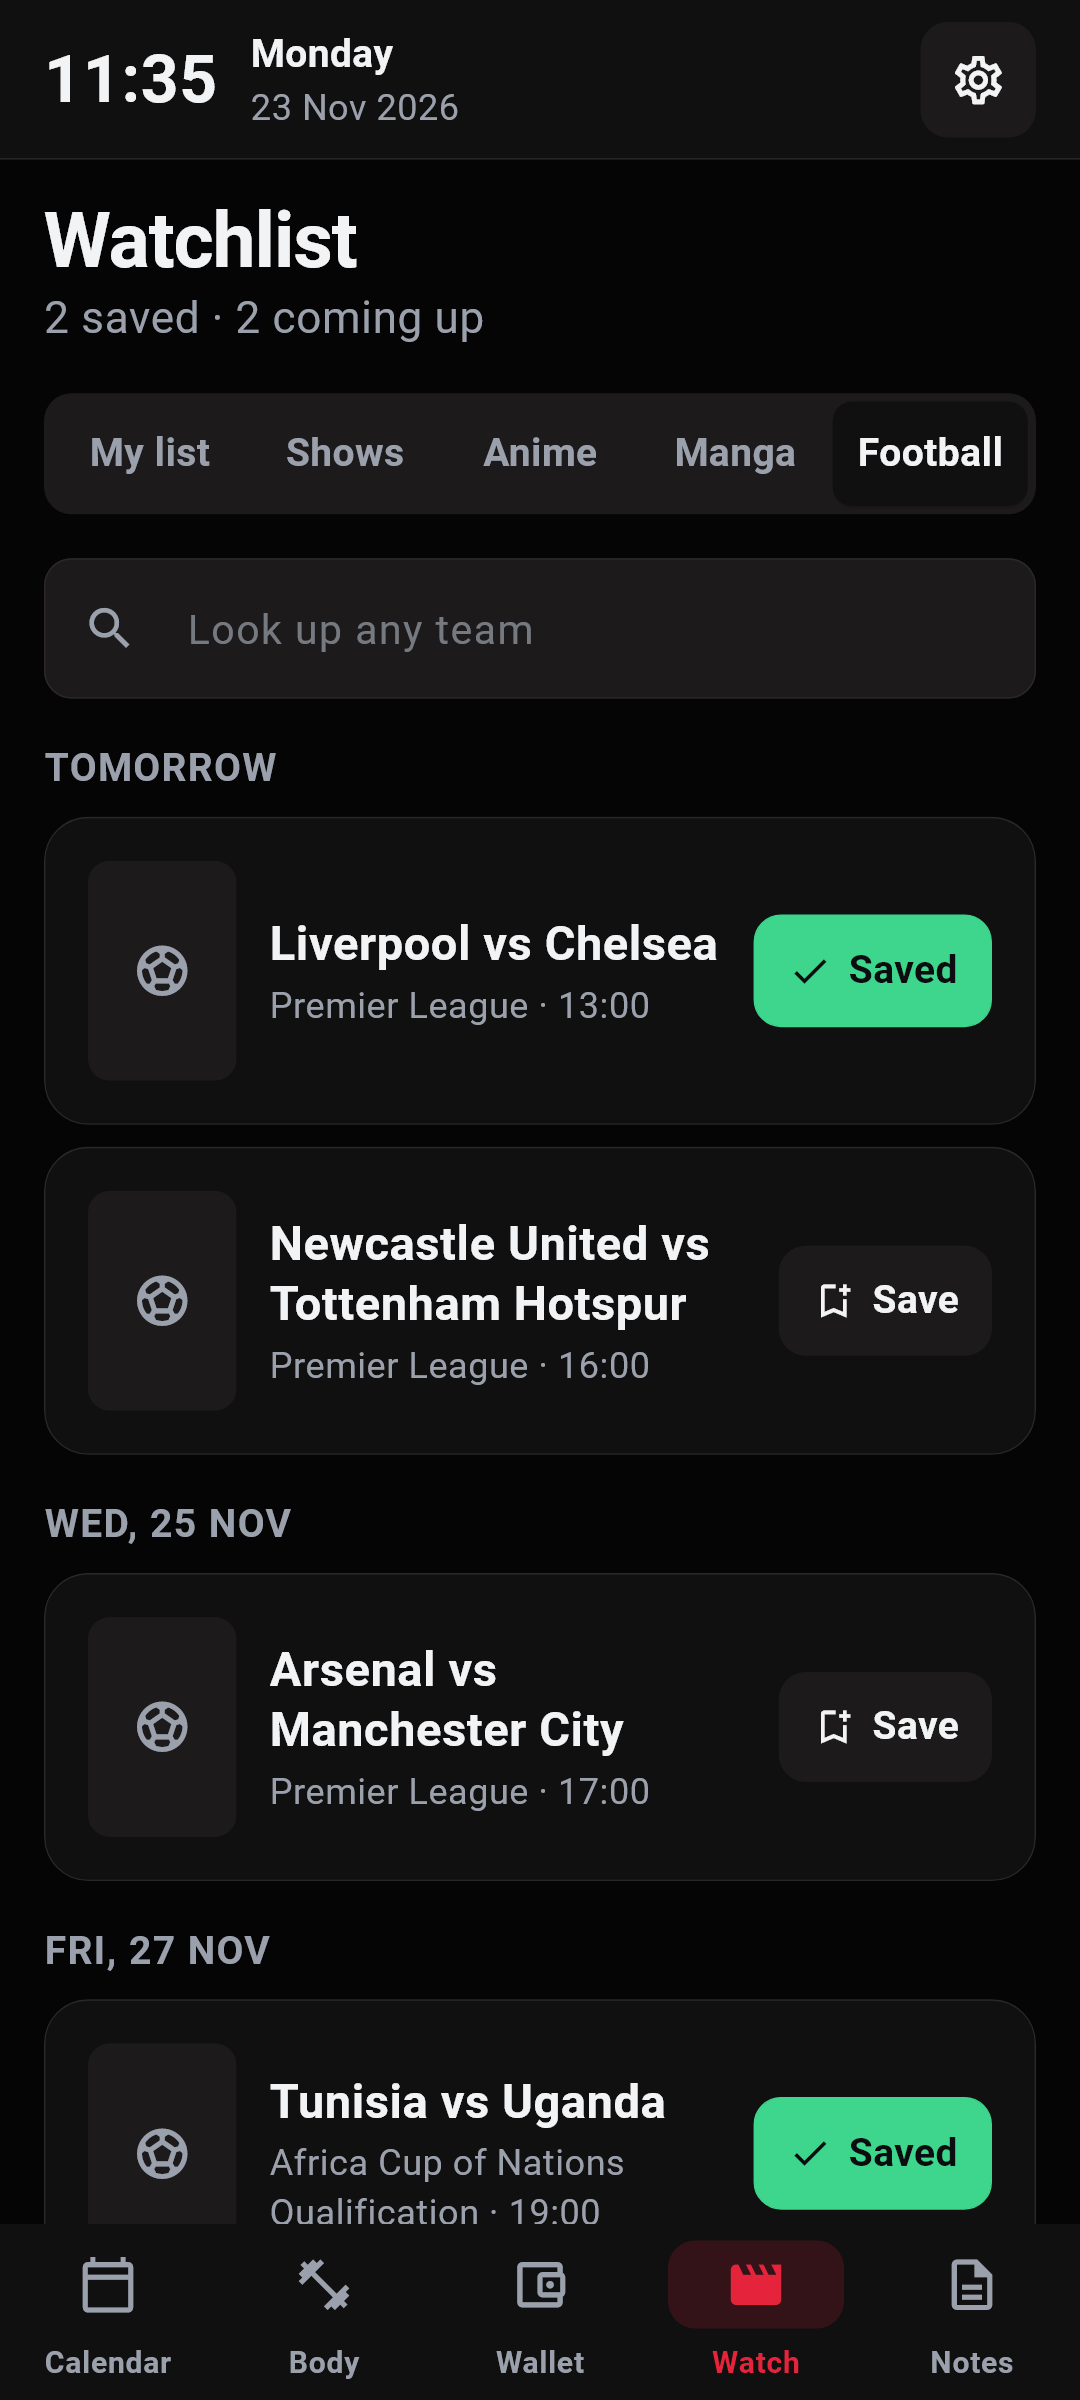 11:35
Monday
23 Nov 2026
Watchlist
2 saved · 2 coming up
My list
Shows
Anime
Manga
Football
Look up any team
TOMORROW
Liverpool vs Chelsea
Premier League · 13:00
Saved
Newcastle United vs
Tottenham Hotspur
Premier League · 16:00
Save
WED, 25 NOV
Arsenal vs
Manchester City
Premier League · 17:00
Save
FRI, 27 NOV
Tunisia vs Uganda
Africa Cup of Nations
Qualification · 19:00
Saved
Calendar
Body
Wallet
Watch
Notes